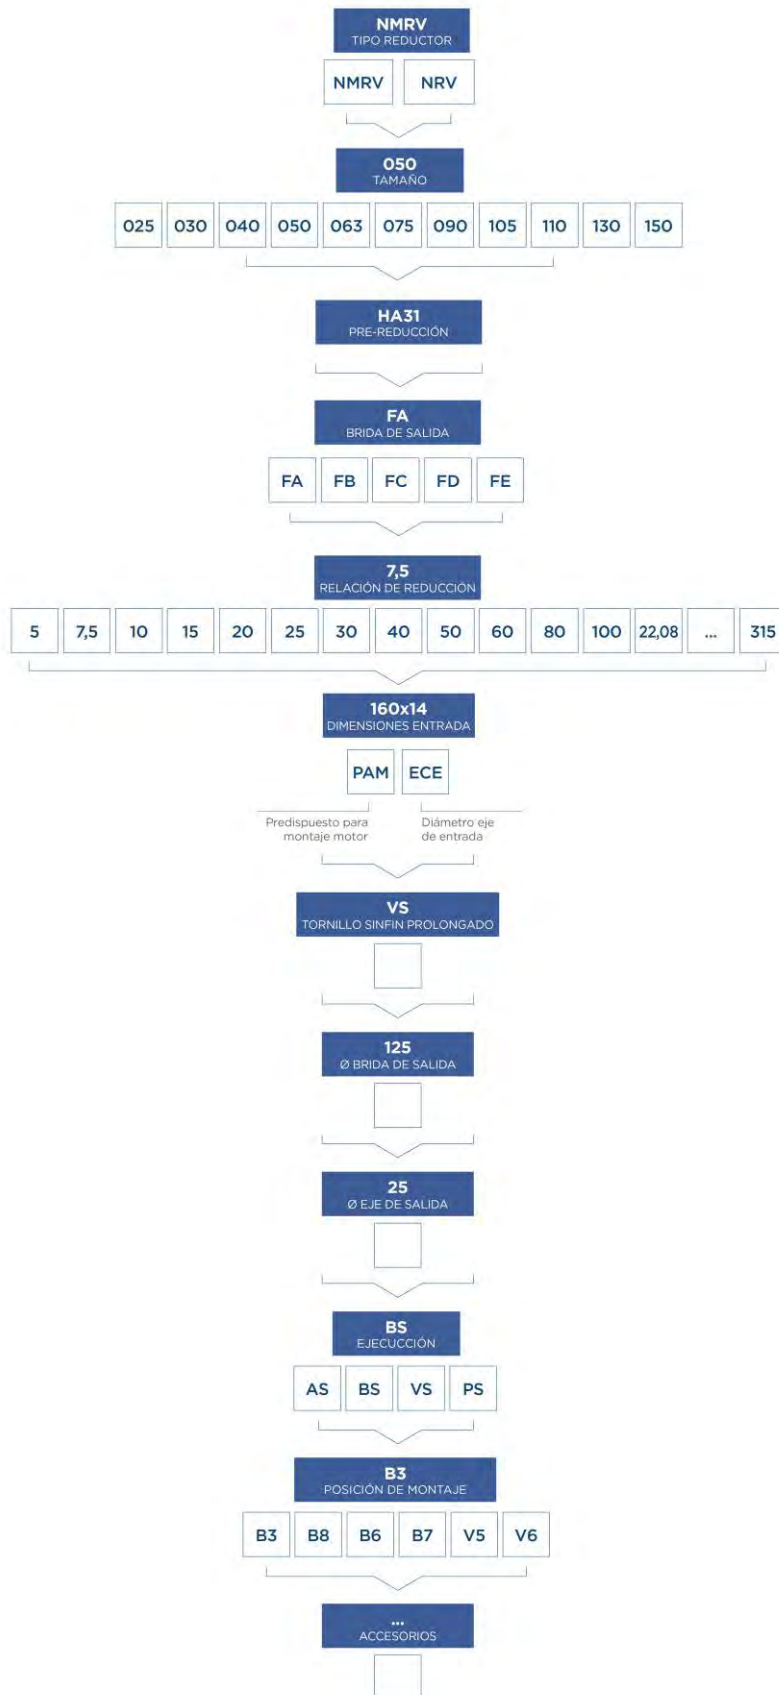 NMRV
TIPO REDUCTOR
NMRV NRV
050
TAMAÑO
025 030 040 050 063 075 090 105 110 130 150
HA31
PRE-REDUCCIÓN
FA
BRIDA DE SALIDA
FA FB FC FD FE
7,5
RELACIÓN DE REDUCCIÓN
5 7,5 10 15 20 25 30 40 50 60 80 100 22,08 ... 315
160x14
DIMENSIONES ENTRADA
PAM ECE
Predispuesto para
montaje motor
Diámetro eje
de entrada
VS
TORNILLO SINFÍN PROLONGADO
125
Ø BRIDA DE SALIDA
25
Ø EJE DE SALIDA
BS
EJECUCCIÓN
AS BS VS PS
B3
POSICIÓN DE MONTAJE
B3 B8 B6 B7 V5 V6
...
ACCESORIOS